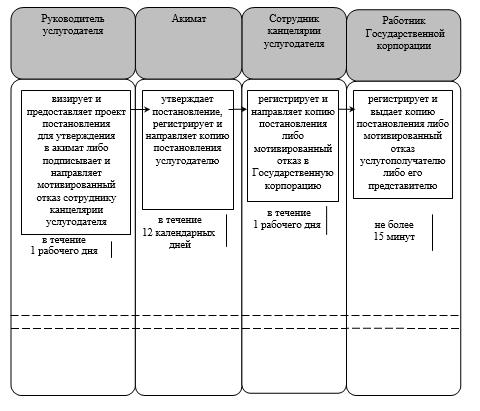 Руководитель
услугодателя
Акимат
Сотрудник
канцелярии
услугодателя
Работник
Государственной
корпорации
визирует и
предоставляет проект
постановления
для утверждения
в акимат либо
подписывает и
направляет
мотивированный
отказ сотруднику
канцелярии
услугодателя
в течение
1 рабочего дня
утверждает
постановление,
регистрирует и
направляет копию
постановления
услугодателю
в течение
12 календарных
дней
регистрирует и
направляет копию
постановления
либо
мотивированный
отказ в
Государственную
корпорацию
в течение
1 рабочего дня
регистрирует и
выдает копию
постановления либо
мотивированный
отказ
услугополучателю
либо его
представителю
не более
15 минут